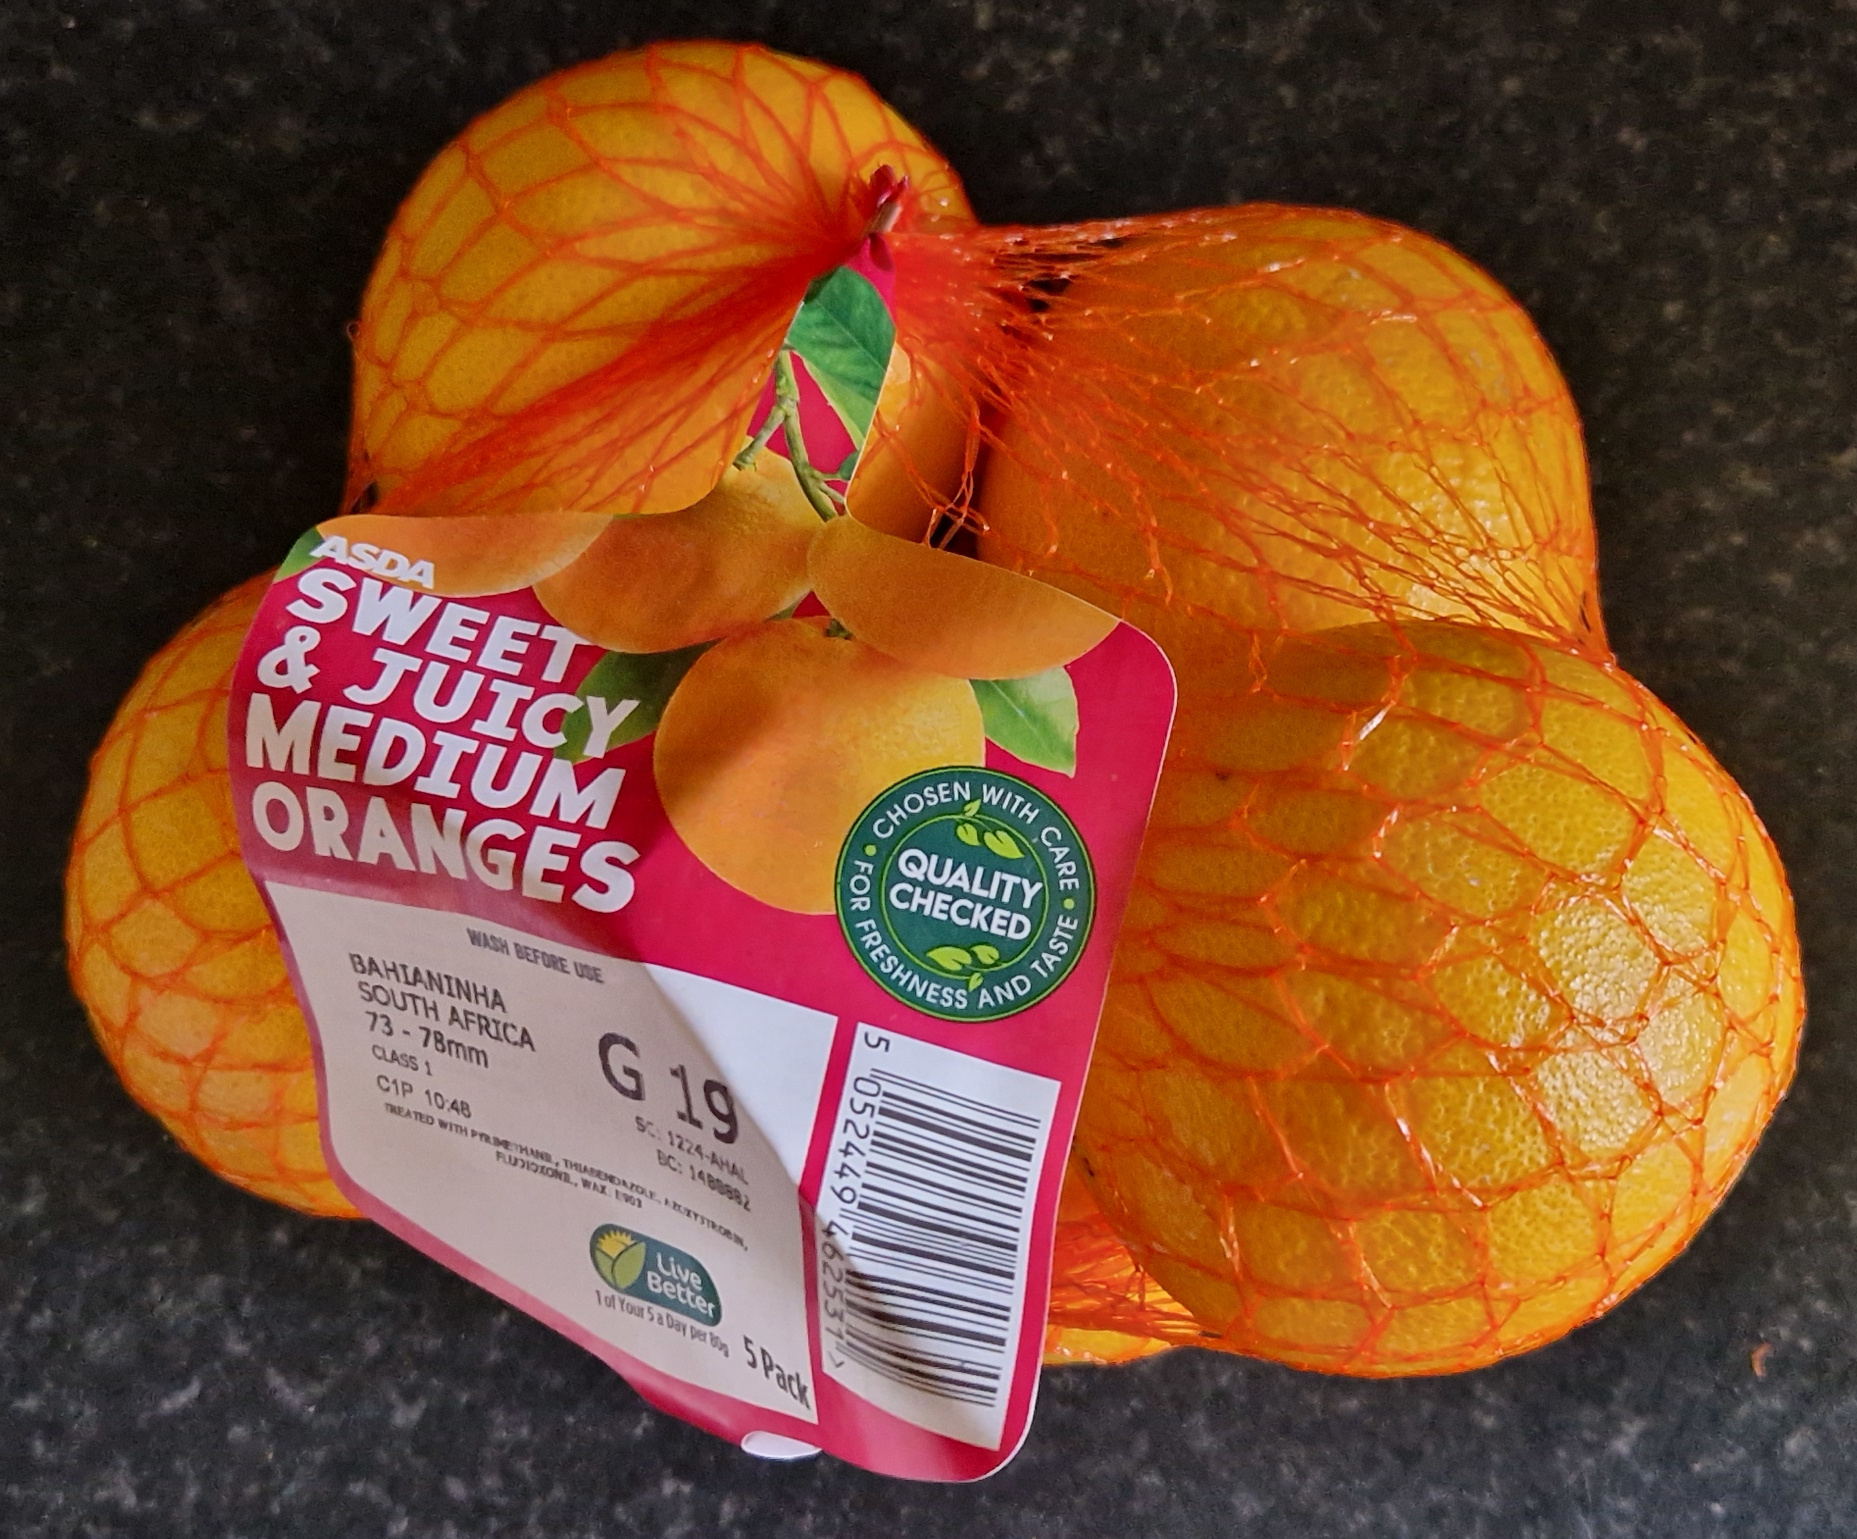 ASDA
SWEET
& JUICY
MEDIUM
ORANGES
CHOSEN WITH CARE • FOR FRESHNESS AND TASTE •
QUALITY
CHECKED
WASH BEFORE USE
BAHIANINHA
SOUTH AFRICA
73 - 78mm
CLASS 1
C1P 10:48
G 19
SC: 1224-AHAL
BC: 1488882
TREATED WITH PYRIMETHANIL, THIABENDAZOLE, AZOXYSTROBIN,
FLUDIOXONIL, WAX: E903
Live
Better
1 of Your 5 a Day per 80g
5 Pack
5 052449 462531 >